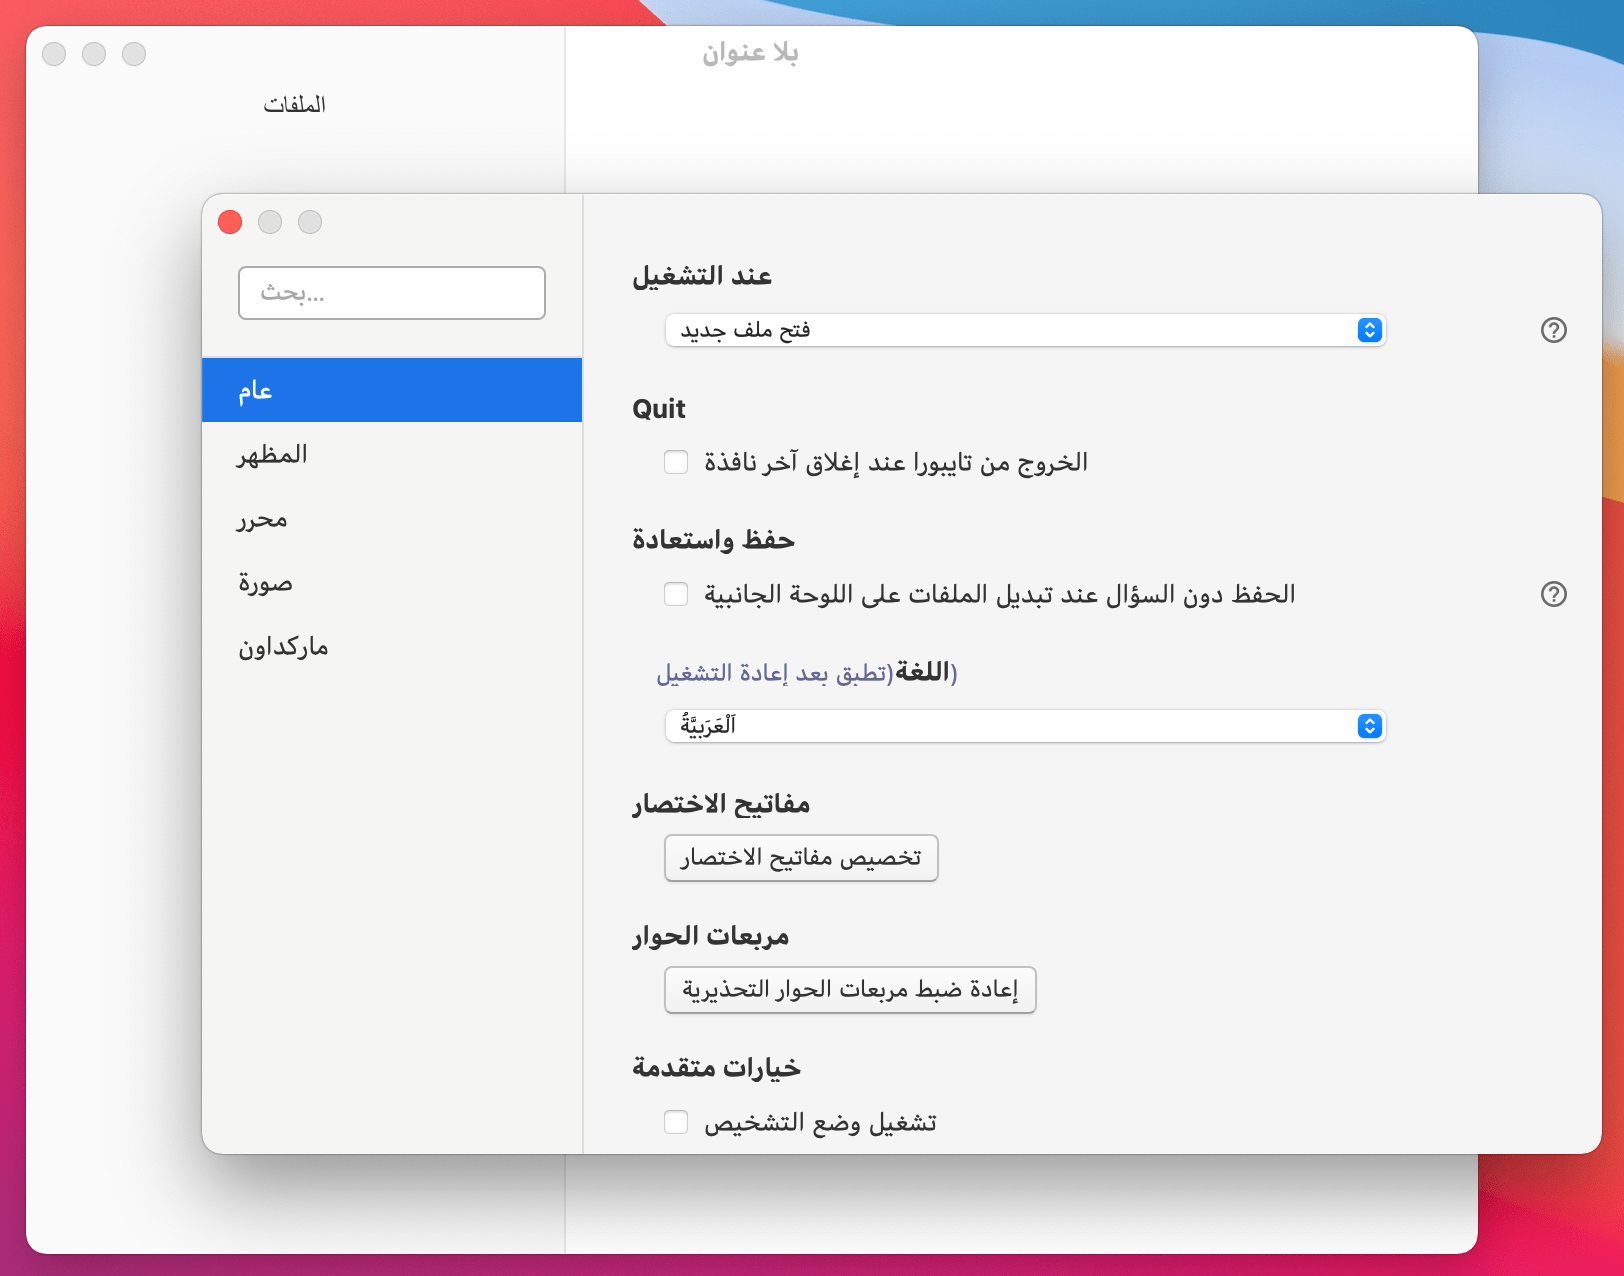 بلا عنوان
الملفات
بحث...
عام
المظهر
محرر
صورة
ماركداون
عند التشغيل
فتح ملف جديد
Quit
الخروج من تايبورا عند إغلاق آخر نافذة
حفظ واستعادة
الحفظ دون السؤال عند تبديل الملفات على اللوحة الجانبية
اللغة(تطبق بعد إعادة التشغيل)
اَلْعَرَبِيَّةُ
مفاتيح الاختصار
تخصيص مفاتيح الاختصار
مربعات الحوار
إعادة ضبط مربعات الحوار التحذيرية
خيارات متقدمة
تشغيل وضع التشخيص